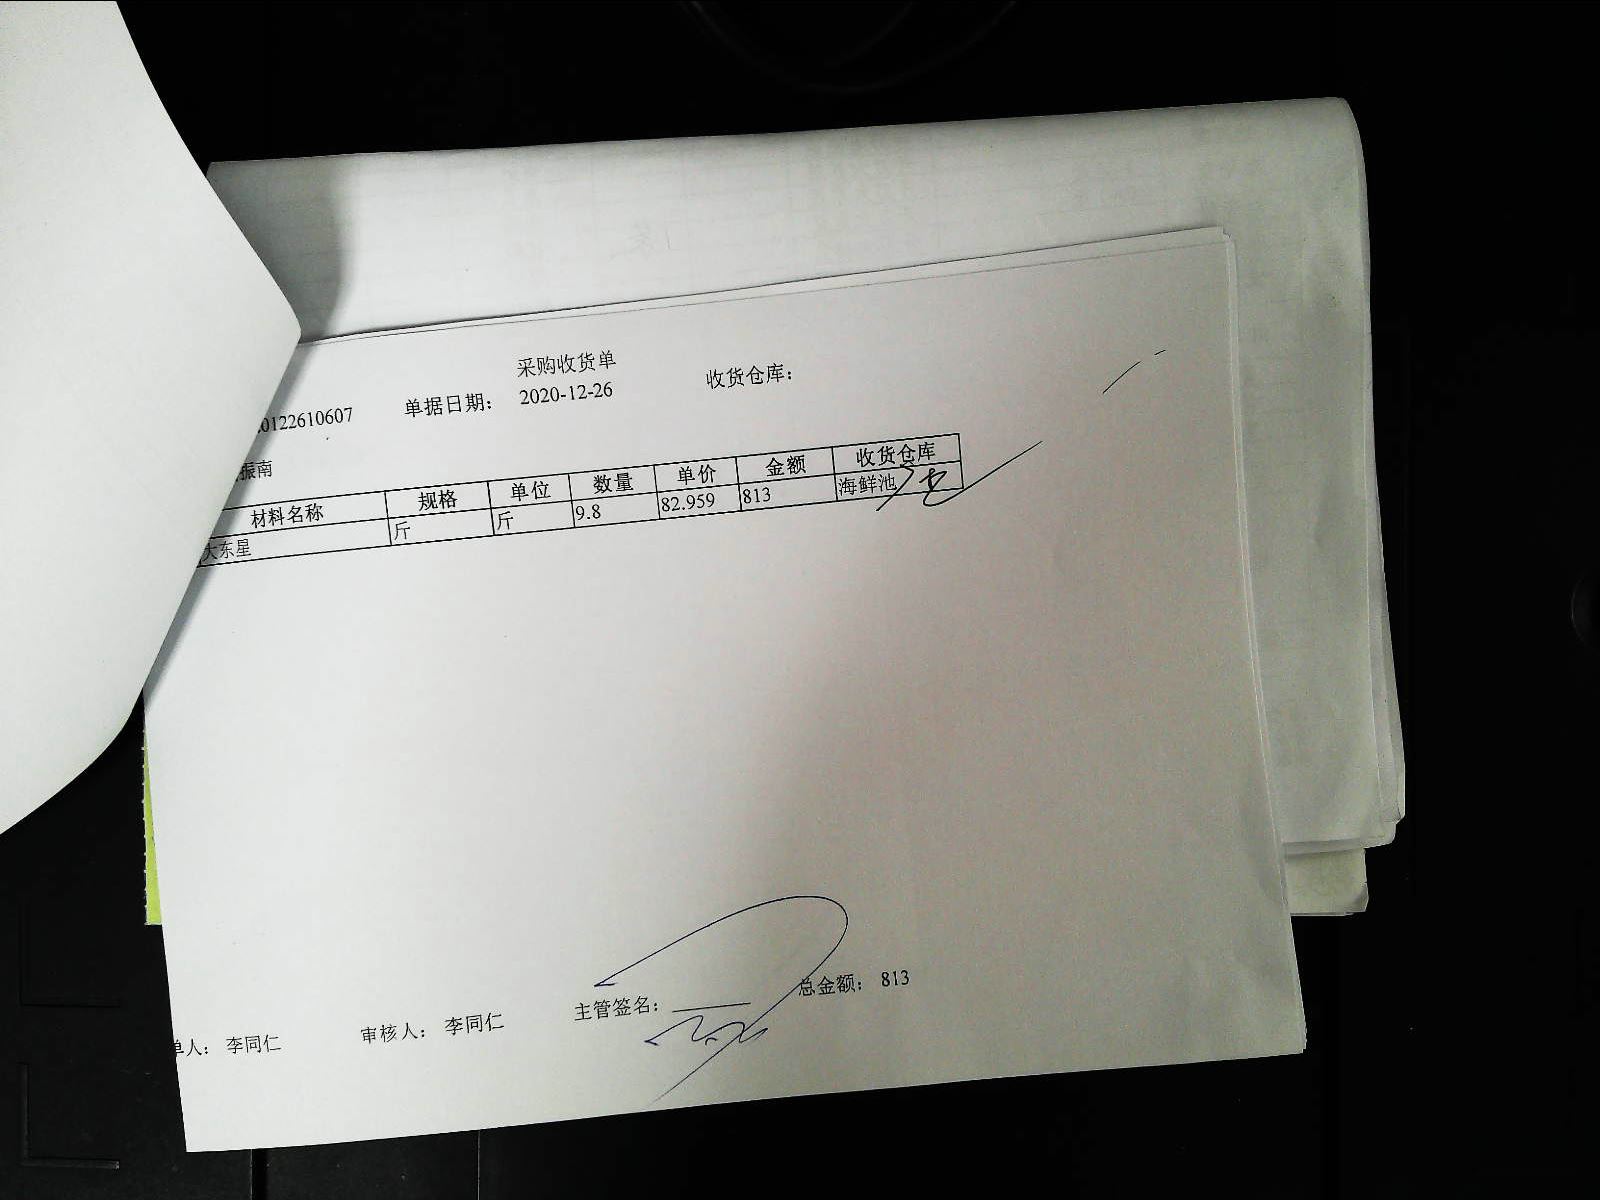 采购收货单
0122610607 单据日期： 2020-12-26 收货仓库：
振南
材料名称 规格 单位 数量 单价 金额 收货仓库
大东星 斤 斤 9.8 82.959 813 海鲜池
单人： 李同仁 审核人： 李同仁 主管签名： 总金额： 813